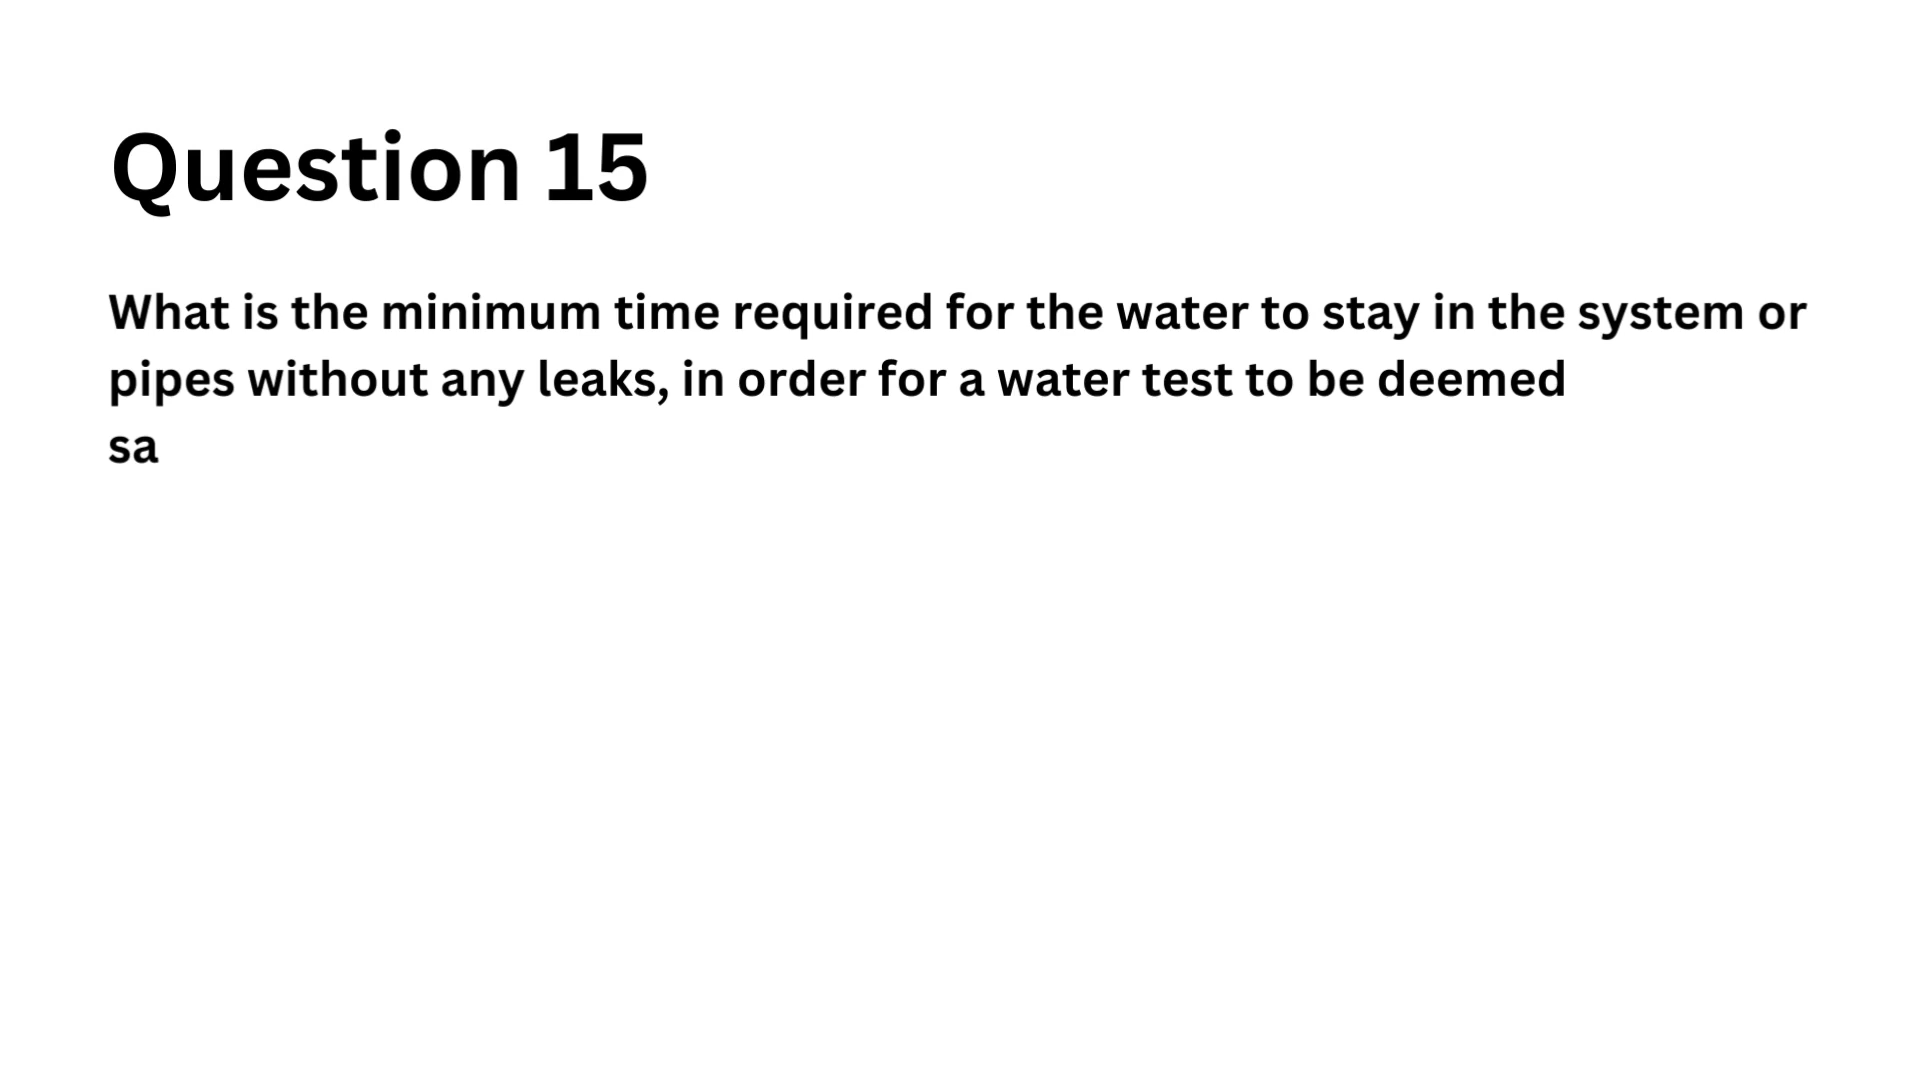 Question 15
What is the minimum time required for the water to stay in the system or
pipes without any leaks, in order for a water test to be deemed
sa